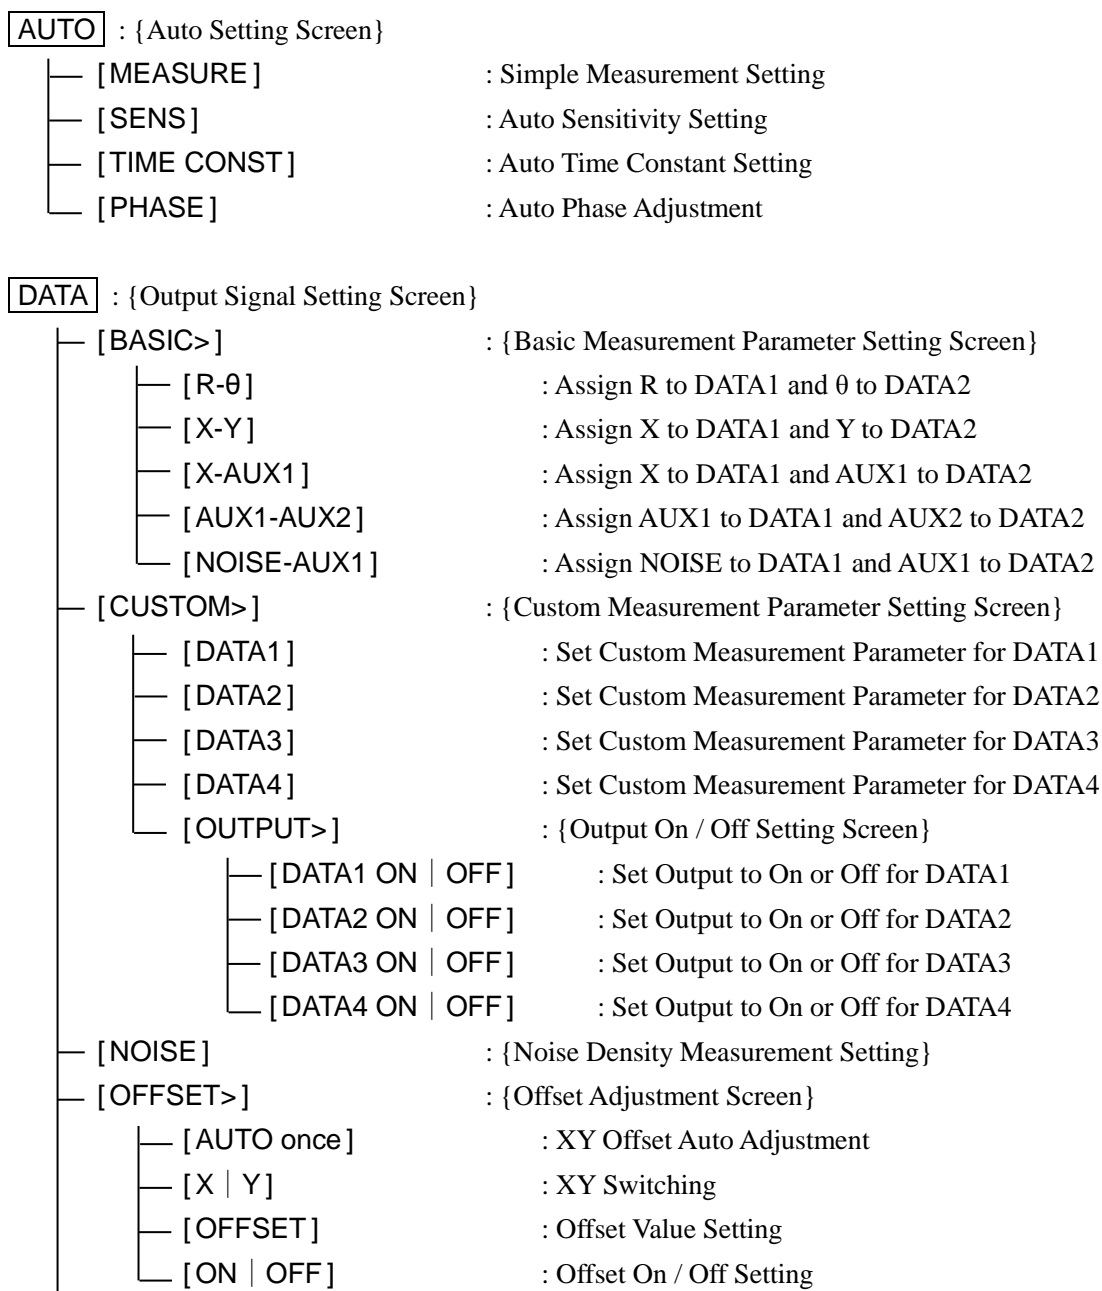 AUTO : {Auto Setting Screen}
[MEASURE] : Simple Measurement Setting
[SENS] : Auto Sensitivity Setting
[TIME CONST] : Auto Time Constant Setting
[PHASE] : Auto Phase Adjustment
DATA : {Output Signal Setting Screen}
[BASIC>] : {Basic Measurement Parameter Setting Screen}
[R-θ] : Assign R to DATA1 and θ to DATA2
[X-Y] : Assign X to DATA1 and Y to DATA2
[X-AUX1] : Assign X to DATA1 and AUX1 to DATA2
[AUX1-AUX2] : Assign AUX1 to DATA1 and AUX2 to DATA2
[NOISE-AUX1] : Assign NOISE to DATA1 and AUX1 to DATA2
[CUSTOM>] : {Custom Measurement Parameter Setting Screen}
[DATA1] : Set Custom Measurement Parameter for DATA1
[DATA2] : Set Custom Measurement Parameter for DATA2
[DATA3] : Set Custom Measurement Parameter for DATA3
[DATA4] : Set Custom Measurement Parameter for DATA4
[OUTPUT>] : {Output On / Off Setting Screen}
[DATA1 ON | OFF] : Set Output to On or Off for DATA1
[DATA2 ON | OFF] : Set Output to On or Off for DATA2
[DATA3 ON | OFF] : Set Output to On or Off for DATA3
[DATA4 ON | OFF] : Set Output to On or Off for DATA4
[NOISE] : {Noise Density Measurement Setting}
[OFFSET>] : {Offset Adjustment Screen}
[AUTO once] : XY Offset Auto Adjustment
[X | Y] : XY Switching
[OFFSET] : Offset Value Setting
[ON | OFF] : Offset On / Off Setting